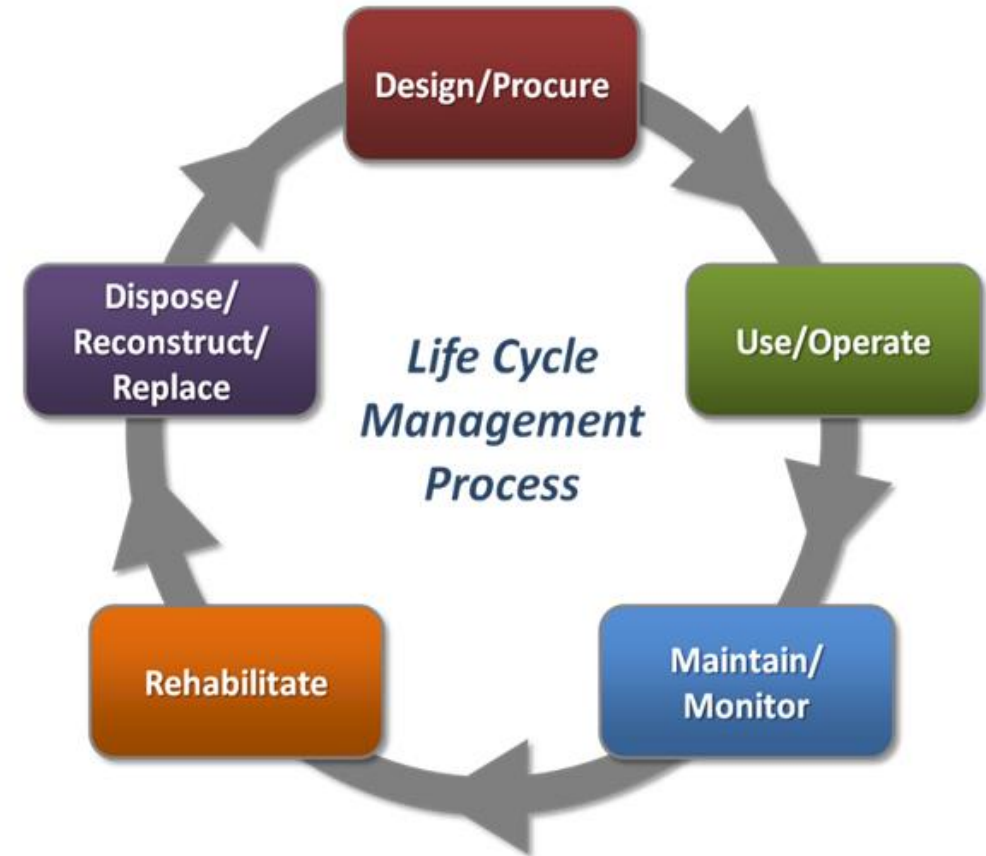 Design/Procure
Use/Operate
Maintain/
Monitor
Rehabilitate
Dispose/
Reconstruct/
Replace
Life Cycle
Management
Process